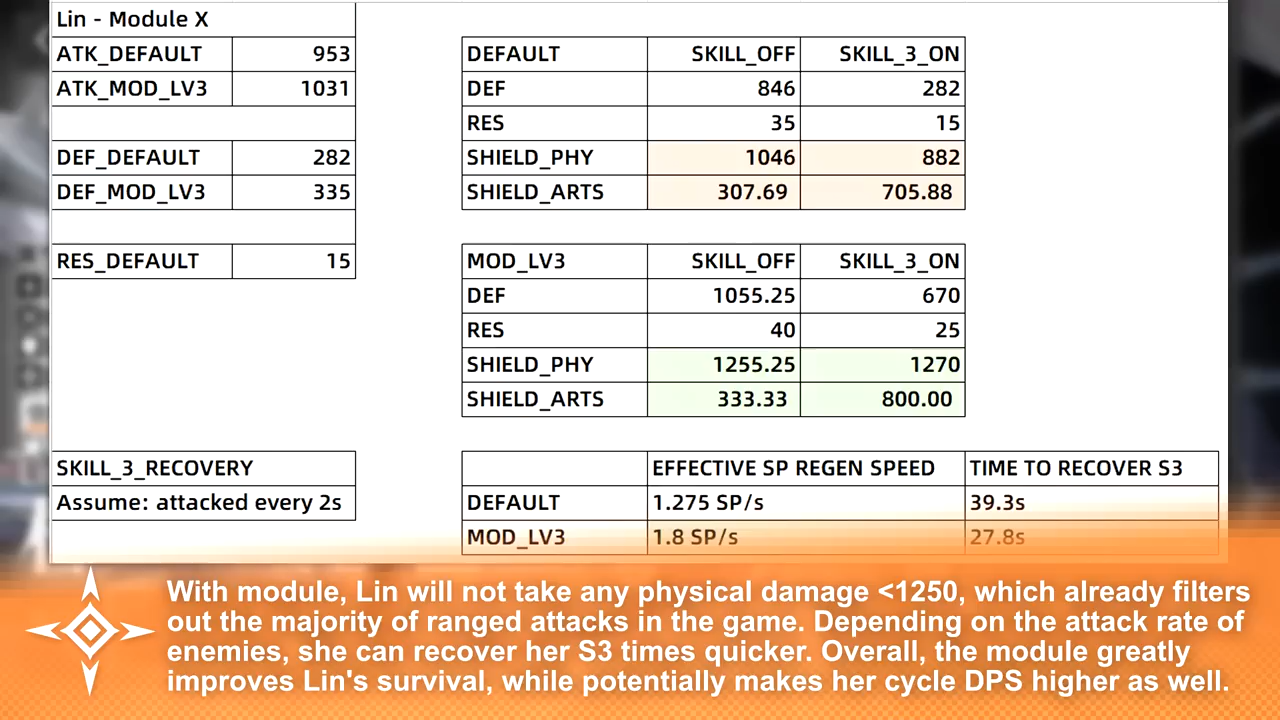 Lin - Module X
ATK_DEFAULT 953
ATK_MOD_LV3 1031
DEF_DEFAULT 282
DEF_MOD_LV3 335
RES_DEFAULT 15
DEFAULT SKILL_OFF SKILL_3_ON
DEF 846 282
RES 35 15
SHIELD_PHY 1046 882
SHIELD_ARTS 307.69 705.88
MOD_LV3 SKILL_OFF SKILL_3_ON
DEF 1055.25 670
RES 40 25
SHIELD_PHY 1255.25 1270
SHIELD_ARTS 333.33 800.00
SKILL_3_RECOVERY
Assume: attacked every 2s
EFFECTIVE SP REGEN SPEED TIME TO RECOVER S3
DEFAULT 1.275 SP/s 39.3s
MOD_LV3 1.8 SP/s 27.8s
With module, Lin will not take any physical damage <1250, which already filters
out the majority of ranged attacks in the game. Depending on the attack rate of
enemies, she can recover her S3 times quicker. Overall, the module greatly
improves Lin's survival, while potentially makes her cycle DPS higher as well.